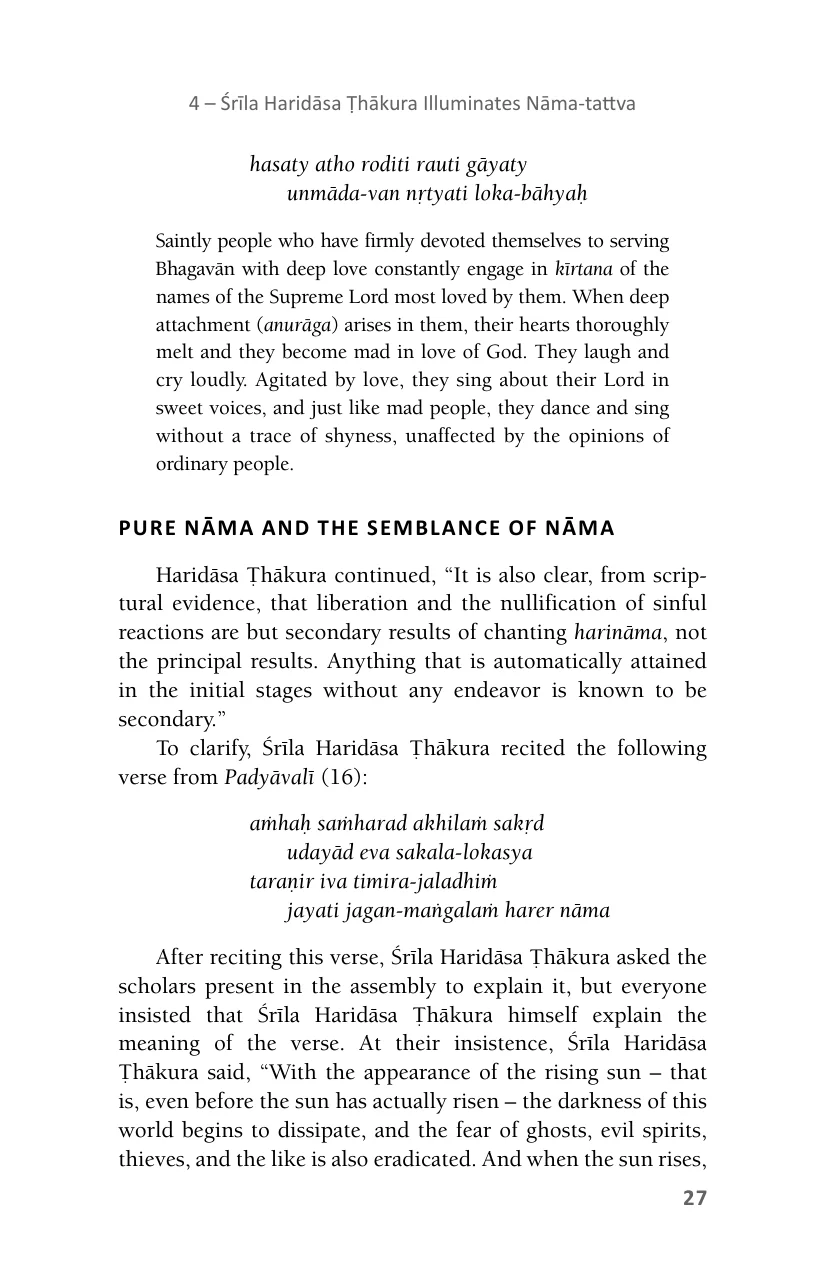 4 – Śrīla Haridāsa Ṭhākura Illuminates Nāma-tattva
hasaty atho roditi rauti gāyaty
unmāda-van nṛtyati loka-bāhyaḥ
Saintly people who have firmly devoted themselves to serving
Bhagavān with deep love constantly engage in kīrtana of the
names of the Supreme Lord most loved by them. When deep
attachment (anurāga) arises in them, their hearts thoroughly
melt and they become mad in love of God. They laugh and
cry loudly. Agitated by love, they sing about their Lord in
sweet voices, and just like mad people, they dance and sing
without a trace of shyness, unaffected by the opinions of
ordinary people.
PURE NĀMA AND THE SEMBLANCE OF NĀMA
Haridāsa Ṭhākura continued, “It is also clear, from scrip-
tural evidence, that liberation and the nullification of sinful
reactions are but secondary results of chanting harināma, not
the principal results. Anything that is automatically attained
in the initial stages without any endeavor is known to be
secondary.”
To clarify, Śrīla Haridāsa Ṭhākura recited the following
verse from Padyāvalī (16):
aṁhaḥ saṁharad akhilaṁ sakṛd
udayād eva sakala-lokasya
taraṇir iva timira-jaladhiṁ
jayati jagan-maṅgalaṁ harer nāma
After reciting this verse, Śrīla Haridāsa Ṭhākura asked the
scholars present in the assembly to explain it, but everyone
insisted that Śrīla Haridāsa Ṭhākura himself explain the
meaning of the verse. At their insistence, Śrīla Haridāsa
Ṭhākura said, “With the appearance of the rising sun – that
is, even before the sun has actually risen – the darkness of this
world begins to dissipate, and the fear of ghosts, evil spirits,
thieves, and the like is also eradicated. And when the sun rises,
27